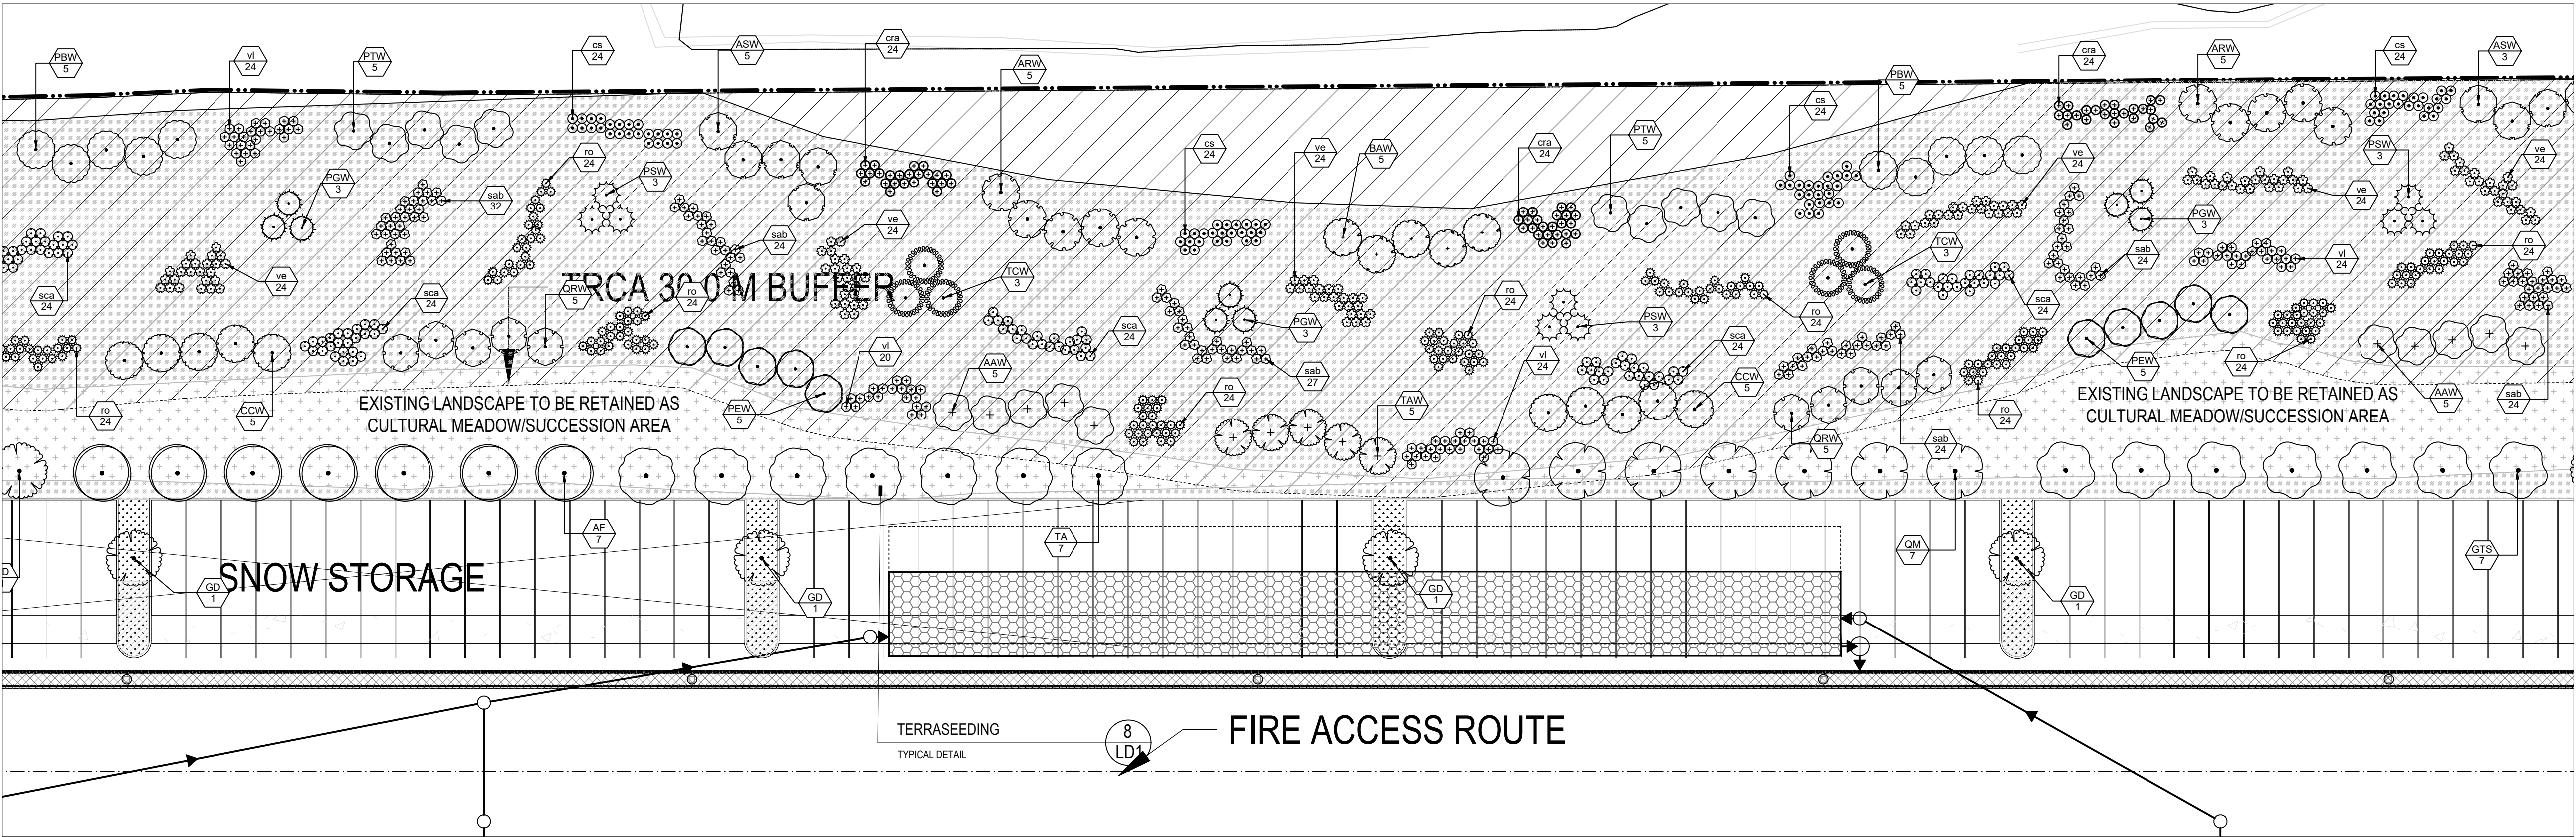 PBW
5
vl
24
PTW
5
cs
24
ASW
5
cra
24
ARW
5
PBW
5
cra
24
ARW
5
cs
24
ASW
3
cs
24
PTW
5
cra
24
BAW
5
ve
24
cs
24
PSW
3
ve
24
ve
24
ro
24
PSW
3
PGW
3
sab
32
ve
24
PGW
3
ve
24
sab
24
TCW
3
sab
24
vl
24
ro
24
ve
24
sca
24
TRCA 30.0 M BUFFER
QRW
5
ro
24
TCW
3
sca
24
ro
24
sca
24
PGW
3
PSW
3
ro
24
sca
24
sca
24
vl
20
AAW
5
vl
24
sab
27
CCW
5
ro
24
PEW
5
ro
24
ro
24
CCW
5
EXISTING LANDSCAPE TO BE RETAINED AS
CULTURAL MEADOW/SUCCESSION AREA
PEW
5
TAW
5
ro
24
EXISTING LANDSCAPE TO BE RETAINED AS
CULTURAL MEADOW/SUCCESSION AREA
AAW
5
sab
24
QRW
5
sab
24
AF
7
TA
7
QM
7
GTS
7
D
GD
1
SNOW STORAGE
GD
1
GD
1
GD
1
TERRASEEDING
TYPICAL DETAIL
8
LD1
FIRE ACCESS ROUTE